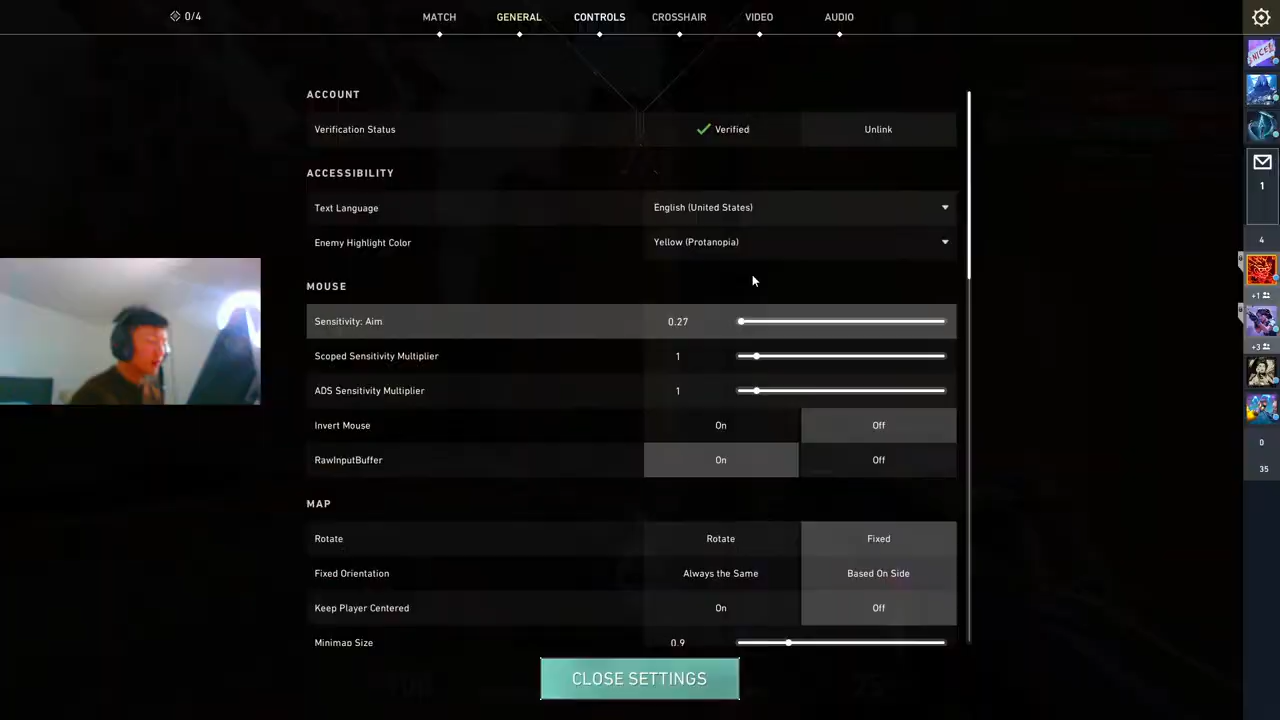 0/4
MATCH
GENERAL
CONTROLS
CROSSHAIR
VIDEO
AUDIO
ACCOUNT
Verification Status Verified Unlink
ACCESSIBILITY
Text Language English (United States)
Enemy Highlight Color Yellow (Protanopia)
MOUSE
Sensitivity: Aim 0.27
Scoped Sensitivity Multiplier 1
ADS Sensitivity Multiplier 1
Invert Mouse On Off
RawInputBuffer On Off
MAP
Rotate Rotate Fixed
Fixed Orientation Always the Same Based On Side
Keep Player Centered On Off
Minimap Size 0.9
CLOSE SETTINGS
NICE!
1
4
+1
+3
0
35